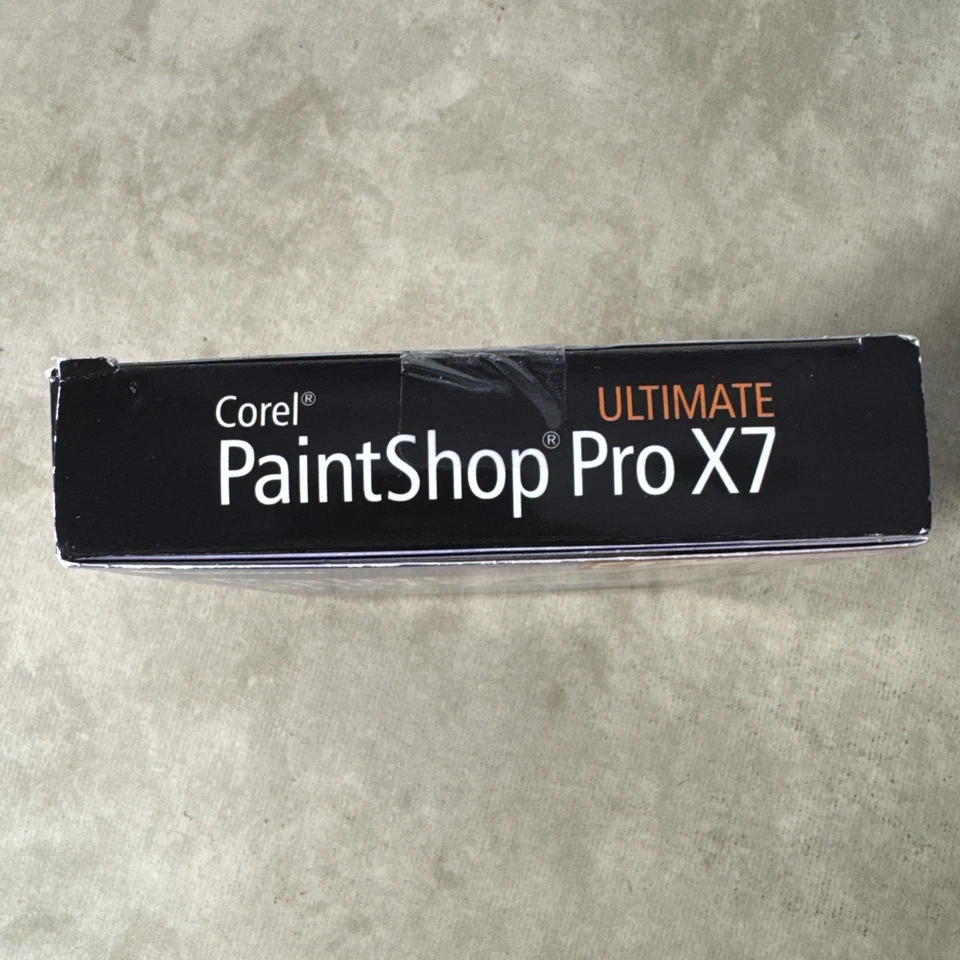 Corel®
ULTIMATE
PaintShop® Pro X7